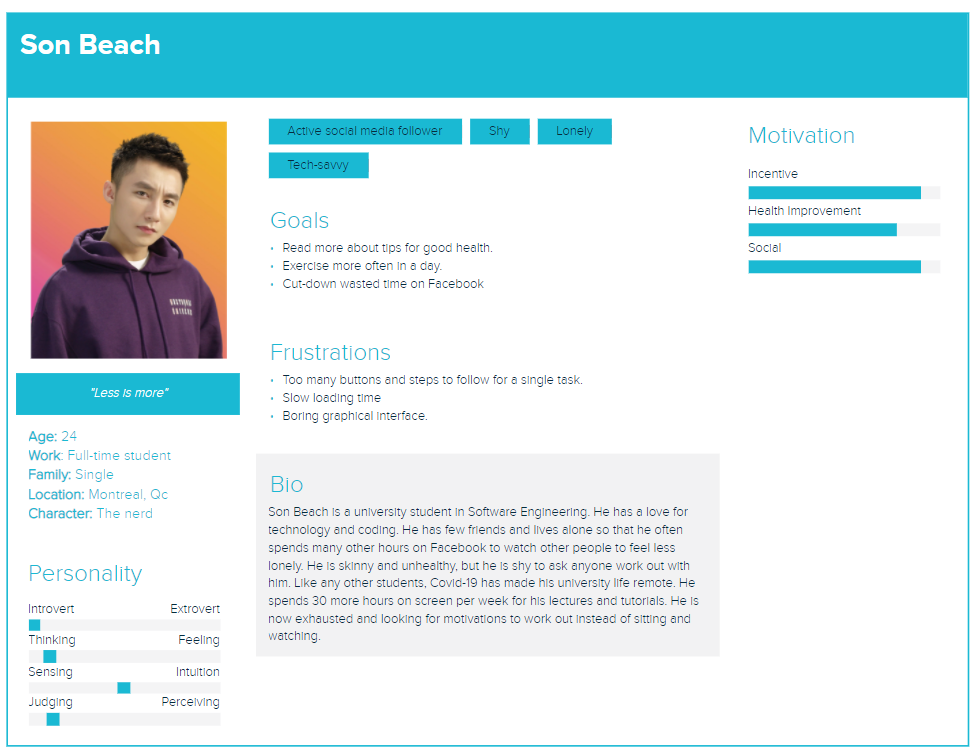 Son Beach
Active social media follower
Shy
Lonely
Tech-savvy
Goals
Read more about tips for good health.
Exercise more often in a day.
Cut-down wasted time on Facebook
Frustrations
Too many buttons and steps to follow for a single task.
Slow loading time
Boring graphical interface.
Bio
Son Beach is a university student in Software Engineering. He has a love for
technology and coding. He has few friends and lives alone so that he often
spends many other hours on Facebook to watch other people to feel less
lonely. He is skinny and unhealthy, but he is shy to ask anyone work out with
him. Like any other students, Covid-19 has made his university life remote. He
spends 30 more hours on screen per week for his lectures and tutorials. He is
now exhausted and looking for motivations to work out instead of sitting and
watching.
Motivation
Incentive
Health Improvement
Social
"Less is more"
Age: 24
Work: Full-time student
Family: Single
Location: Montreal, Qc
Character: The nerd
Personality
Introvert Extrovert
Thinking Feeling
Sensing Intuition
Judging Perceiving